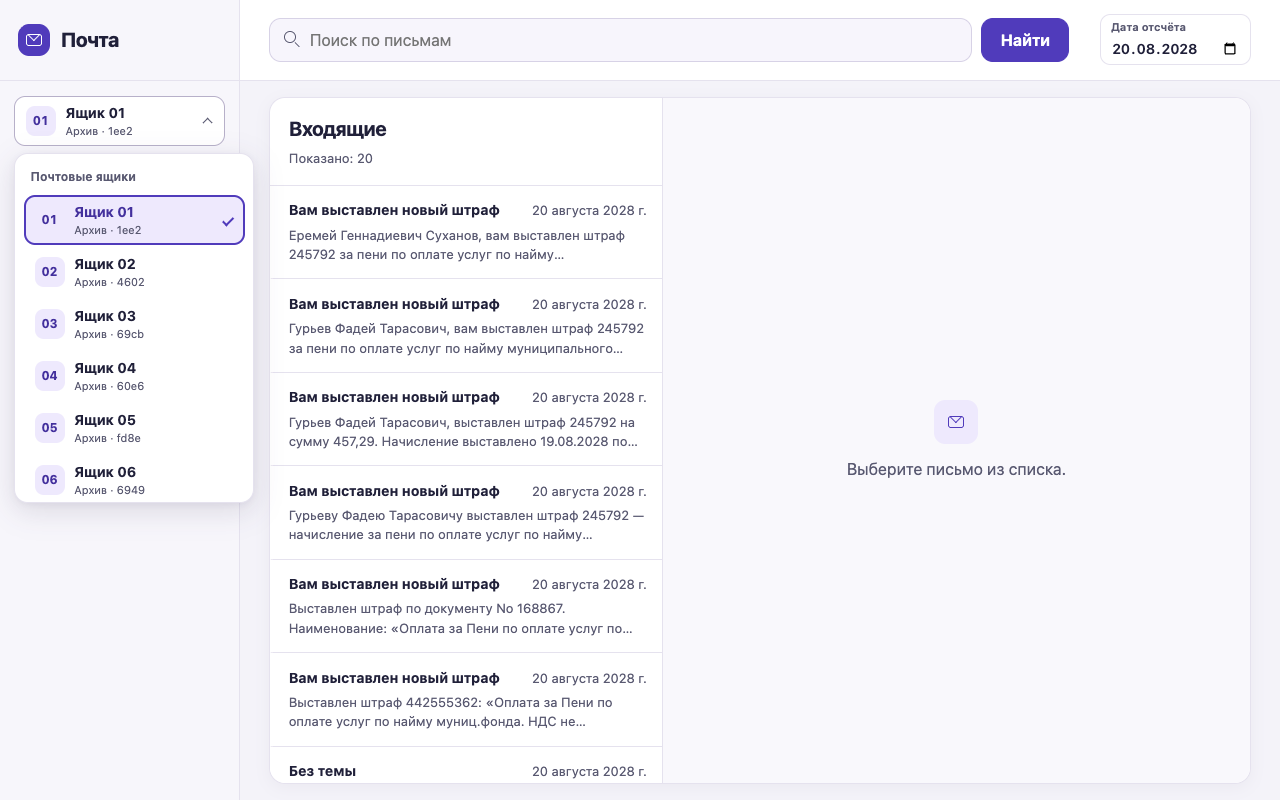 Почта
Поиск по письмам
Найти
Дата отсчёта
20.08.2028
01
Ящик 01
Архив · 1ee2
Почтовые ящики
01
Ящик 01
Архив · 1ee2
02
Ящик 02
Архив · 4602
03
Ящик 03
Архив · 69cb
04
Ящик 04
Архив · 60e6
05
Ящик 05
Архив · fd8e
06
Ящик 06
Архив · 6949
Входящие
Показано: 20
Вам выставлен новый штраф 20 августа 2028 г.
Еремей Геннадиевич Суханов, вам выставлен штраф
245792 за пени по оплате услуг по найму…
Вам выставлен новый штраф 20 августа 2028 г.
Гурьев Фадей Тарасович, вам выставлен штраф 245792
за пени по оплате услуг по найму муниципального…
Вам выставлен новый штраф 20 августа 2028 г.
Гурьев Фадей Тарасович, выставлен штраф 245792 на
сумму 457,29. Начисление выставлено 19.08.2028 по…
Вам выставлен новый штраф 20 августа 2028 г.
Гурьеву Фадею Тарасовичу выставлен штраф 245792 —
начисление за пени по оплате услуг по найму…
Вам выставлен новый штраф 20 августа 2028 г.
Выставлен штраф по документу No 168867.
Наименование: «Оплата за Пени по оплате услуг по…
Вам выставлен новый штраф 20 августа 2028 г.
Выставлен штраф 442555362: «Оплата за Пени по
оплате услуг по найму муниц.фонда. НДС не…
Без темы 20 августа 2028 г.
Выберите письмо из списка.